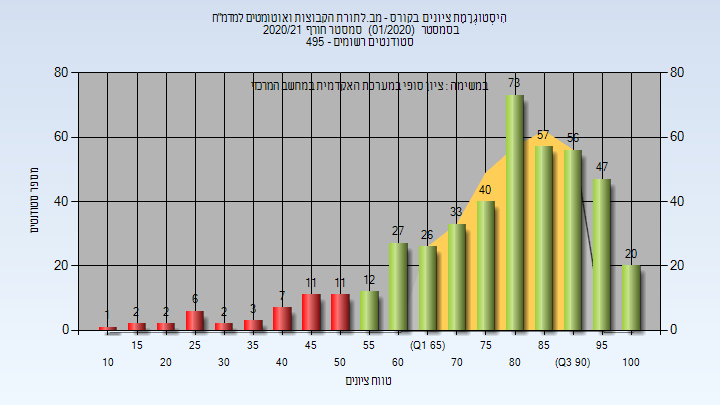 היסטוגרמת ציונים בקורס - מב.לתורת הקבוצות ואוטומטים למדמ"ח
בסמסטר (01/2020) סמסטר חורף 2020/21
סטודנטים רשומים - 495
במשימה : ציון סופי במערכת האקדמית במחשב המרכזי
מספר סטודנטים
80 80
60 60
40 40
20 20
0 0
1 2 2 6 2 3 7 11 11 12 27 26 33 40 73 57 56 47 20
15 25 35 45 55 (Q1 65) 75 85 95
10 20 30 40 50 60 70 80 (Q3 90) 100
טווח ציונים